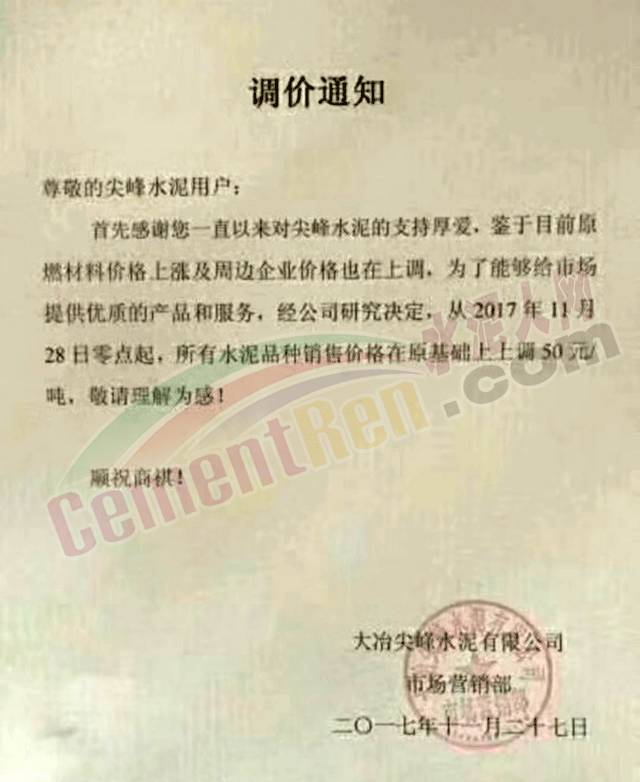 调价通知
尊敬的尖峰水泥用户：
首先感谢您一直以来对尖峰水泥的支持厚爱，鉴于目前原
燃材料价格上涨及周边企业价格也在上调，为了能够给市场
提供优质的产品和服务，经公司研究决定，从 2017 年 11 月
28 日零点起，所有水泥品种销售价格在原基础上上调 50 元/
吨，敬请理解为感！
水泥人网
CementRen.com
顺祝商祺！
大冶尖峰水泥有限公司
市场营销部
二〇一七年十一月二十七日